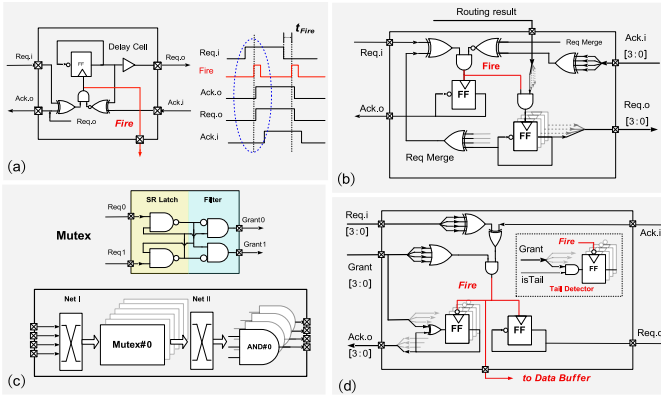 Delay Cell
Req.i
FF
Req.o
Ack.o
Req.o
Ack.i
Fire
(a)
t_Fire
Req.i
Fire
Ack.o
Req.o
Ack.i
Routing result
Req.i
Req Merge
Ack.i
[3:0]
Fire
FF
Ack.o
Req.o
[3:0]
FF
Req Merge
(b)
SR Latch
Filter
Mutex
Req0
Grant0
Req1
Grant1
Net I
Net II
Mutex#0
AND#0
(c)
Req.i
[3:0]
Ack.i
Grant
[3:0]
Fire
Grant
FF
isTail
Tail Detector
Fire
FF
FF
Ack.o
[3:0]
Req.o
to Data Buffer
(d)